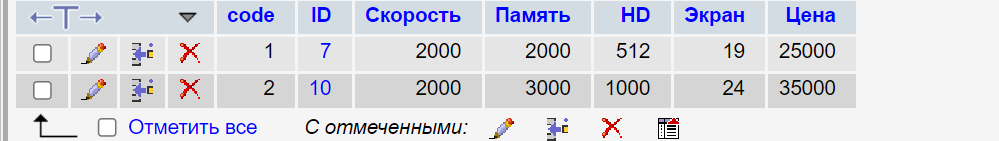 code ID Скорость Память HD Экран Цена
1 7 2000 2000 512 19 25000
2 10 2000 3000 1000 24 35000
Отметить все С отмеченными: